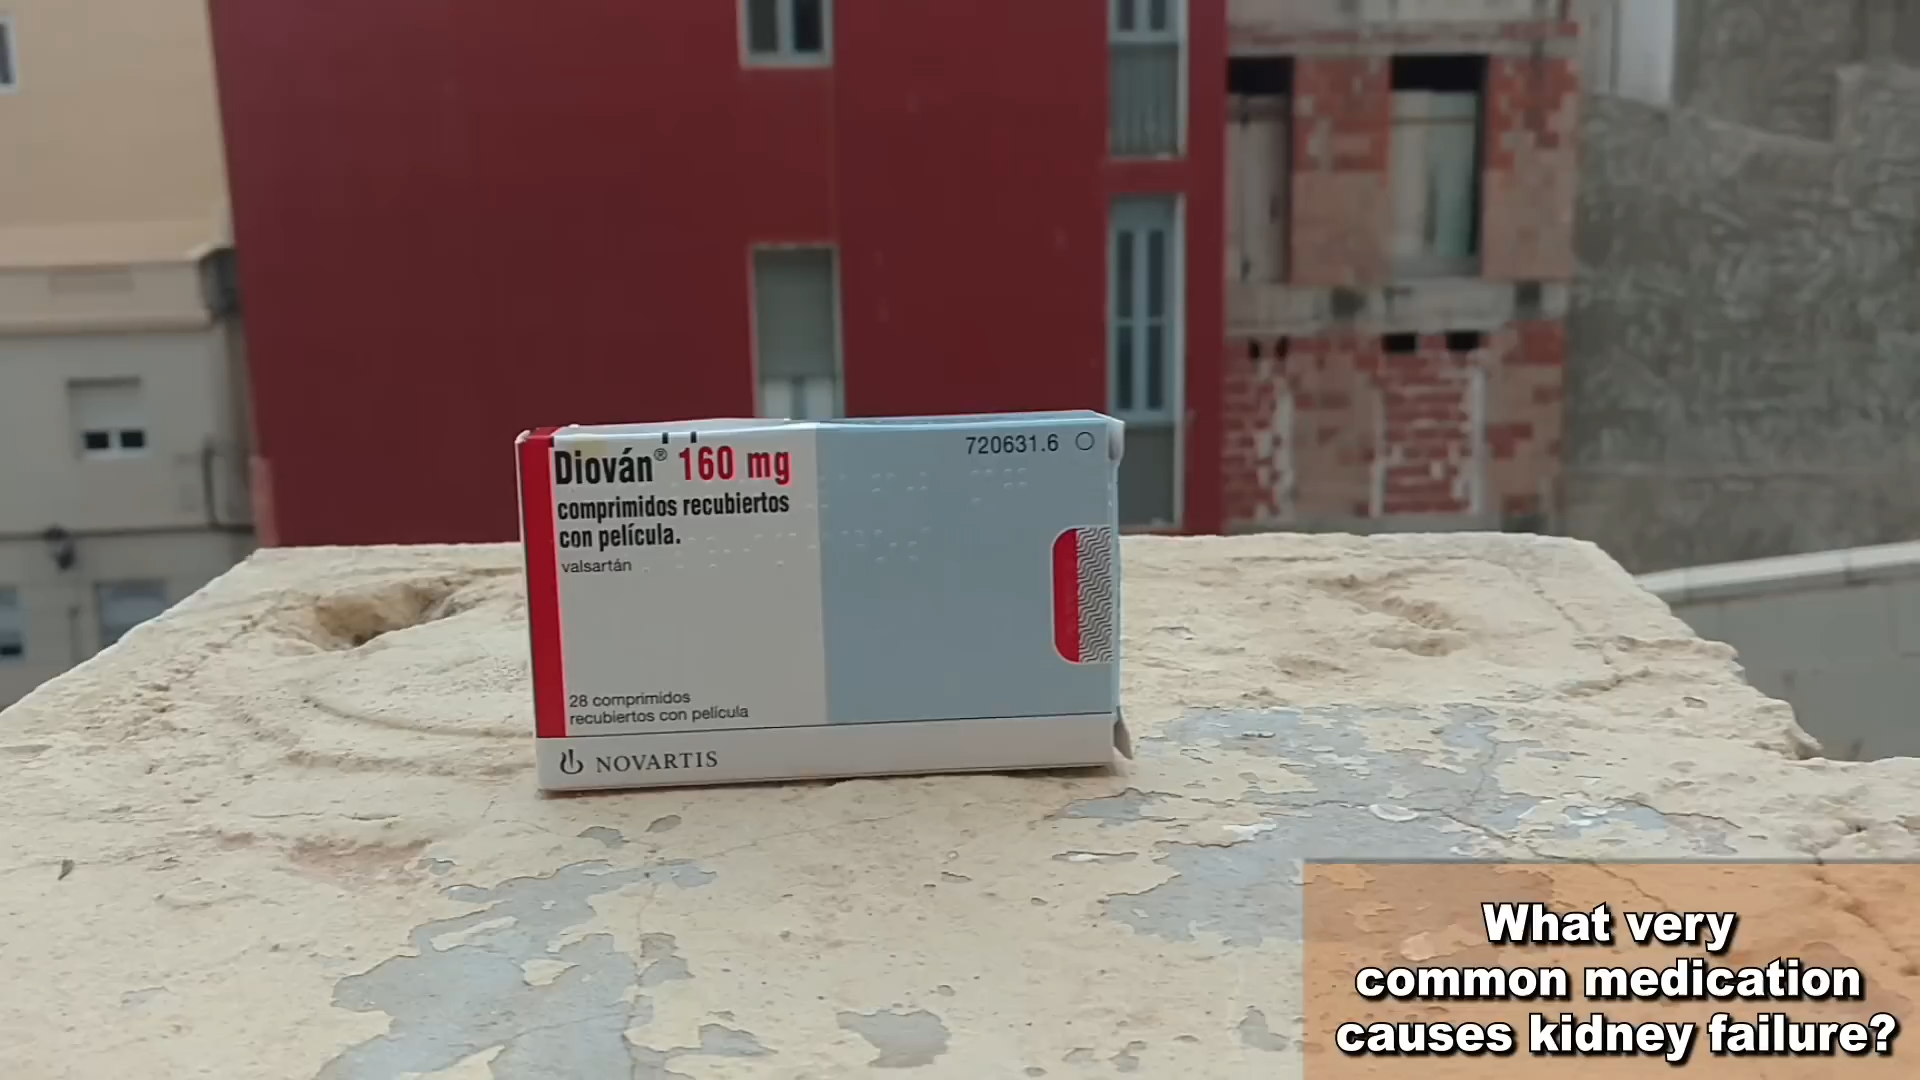 Diován® 160 mg
comprimidos recubiertos
con película.
valsartán
720631.6
28 comprimidos
recubiertos con película
NOVARTIS
What very
common medication
causes kidney failure?